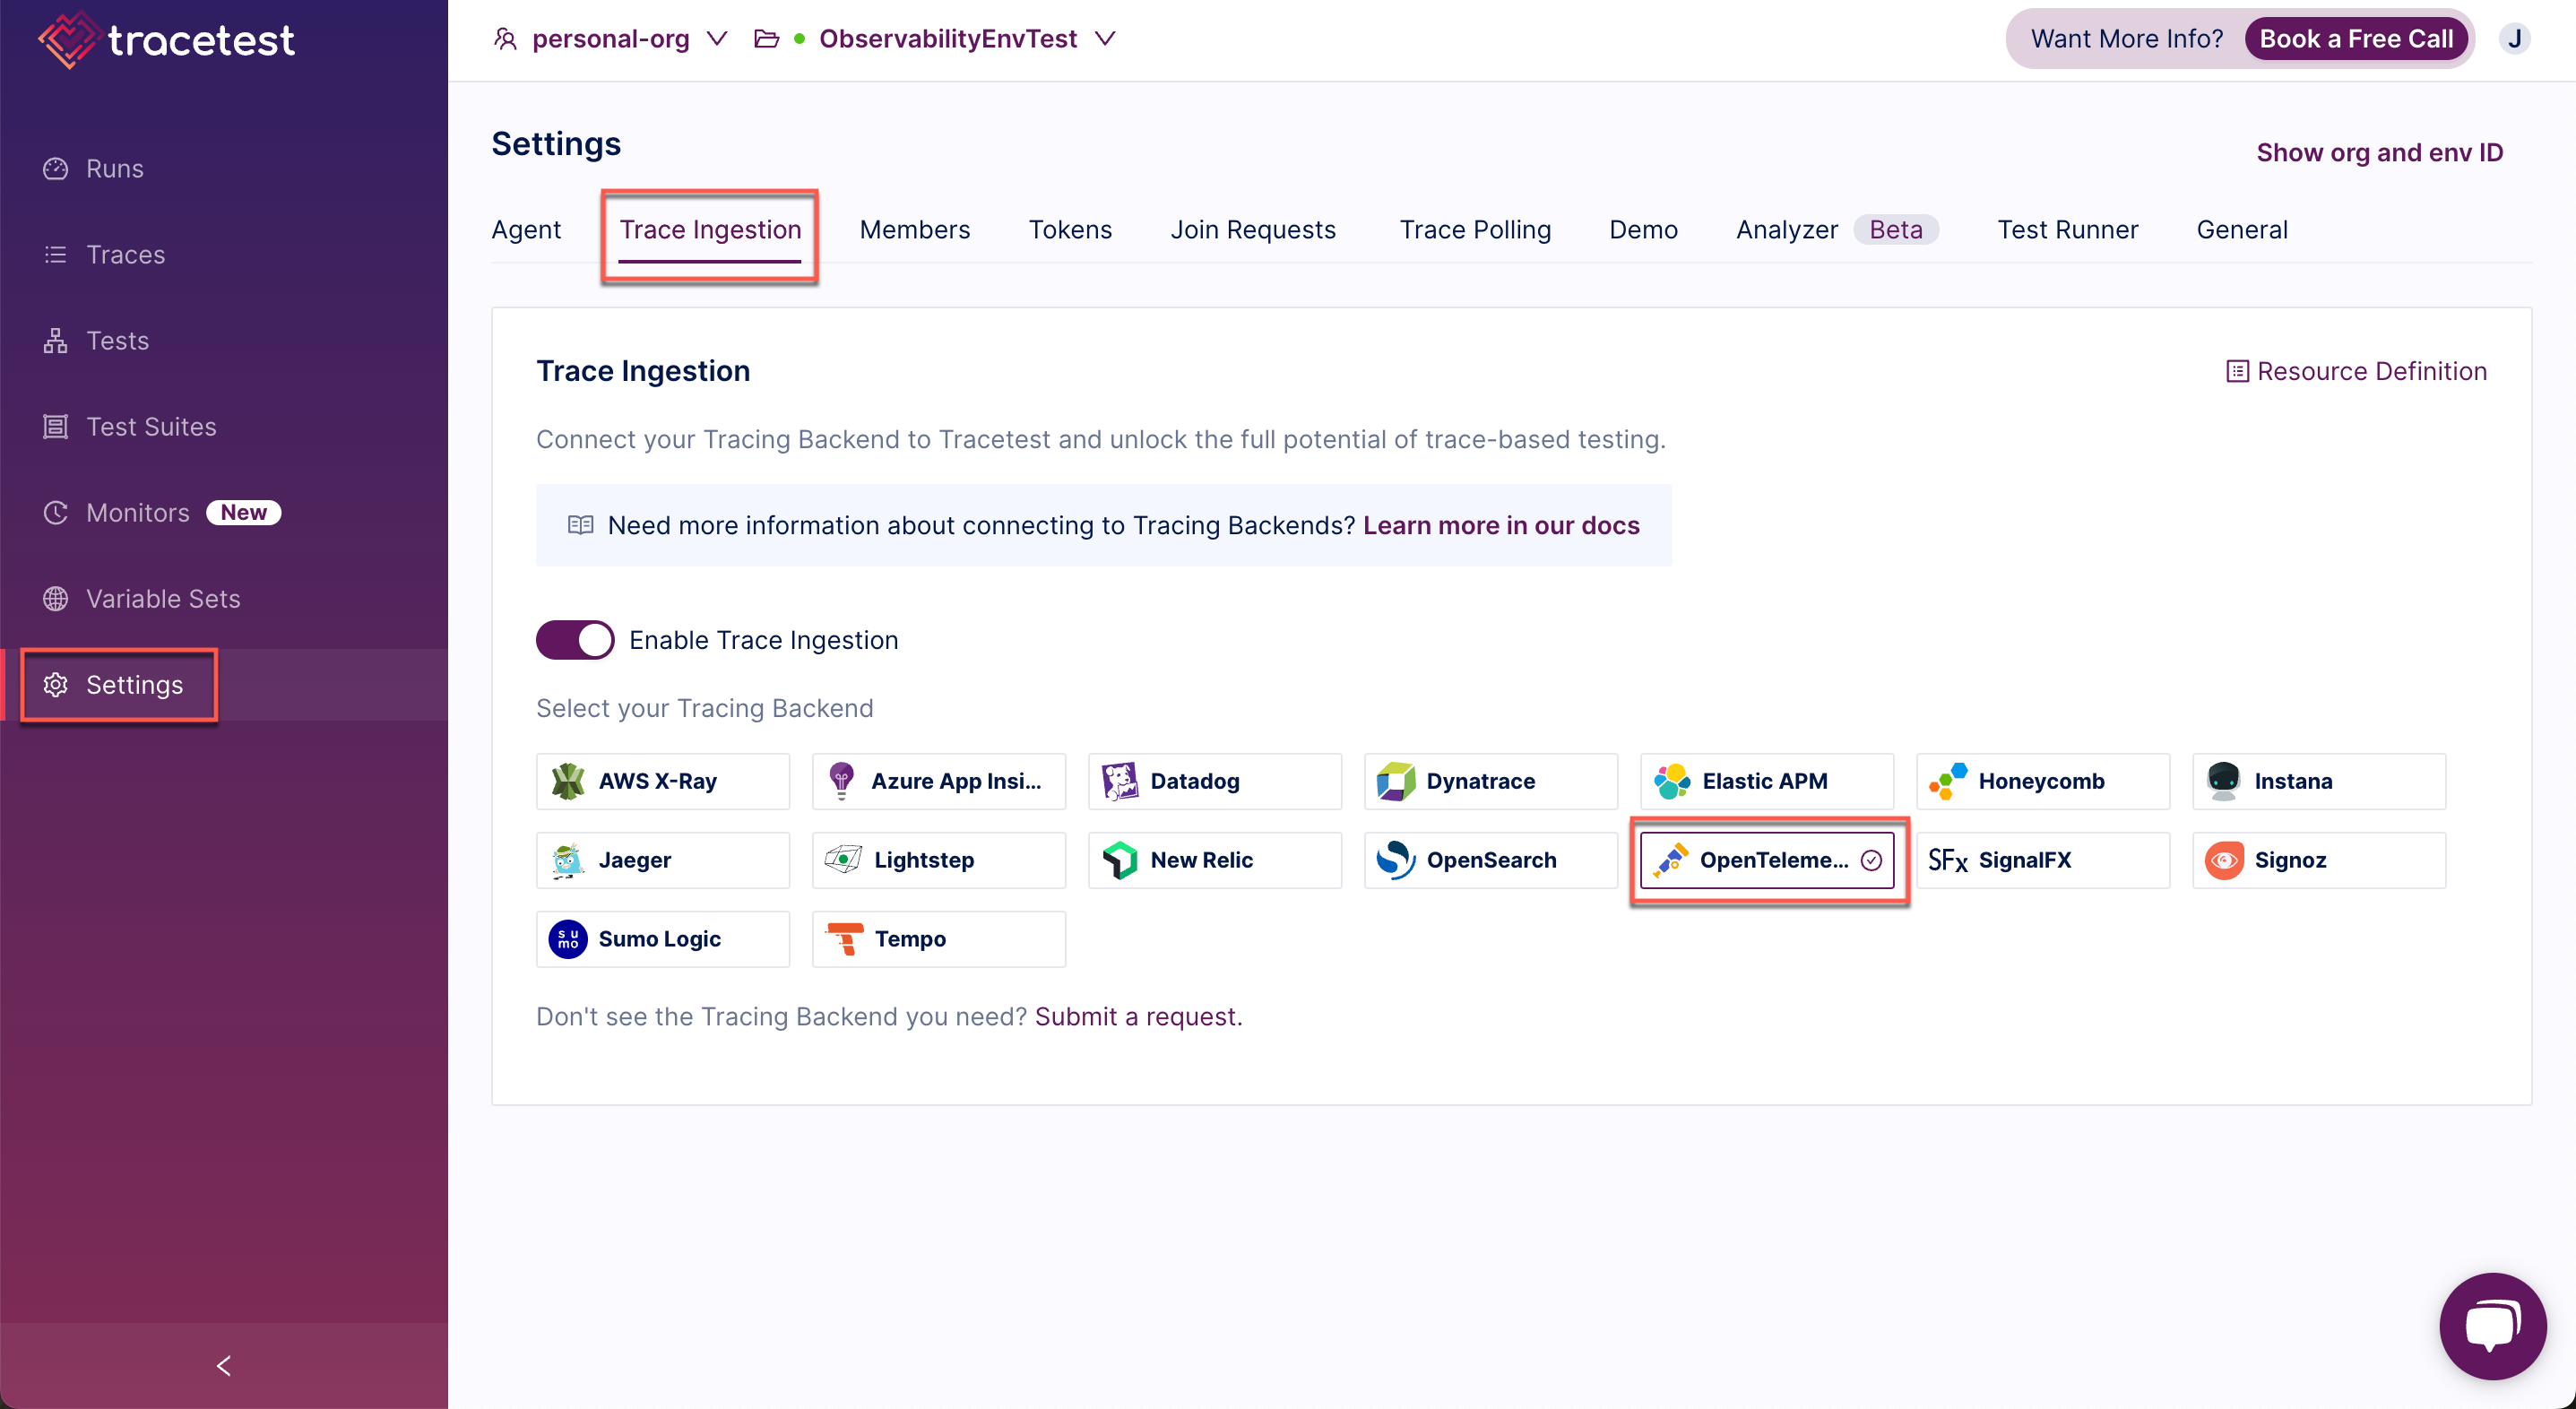 tracetest
personal-org
ObservabilityEnvTest
Want More Info? Book a Free Call
J
Runs
Traces
Tests
Test Suites
Monitors New
Variable Sets
Settings
Settings
Show org and env ID
Agent Trace Ingestion Members Tokens Join Requests Trace Polling Demo Analyzer Beta Test Runner General
Trace Ingestion
Resource Definition
Connect your Tracing Backend to Tracetest and unlock the full potential of trace-based testing.
Need more information about connecting to Tracing Backends? Learn more in our docs
Enable Trace Ingestion
Select your Tracing Backend
AWS X-Ray Azure App Insi... Datadog Dynatrace Elastic APM Honeycomb Instana
Jaeger Lightstep New Relic OpenSearch OpenTeleme... SFx SignalFX Signoz
su
mo
Sumo Logic Tempo
Don't see the Tracing Backend you need? Submit a request.